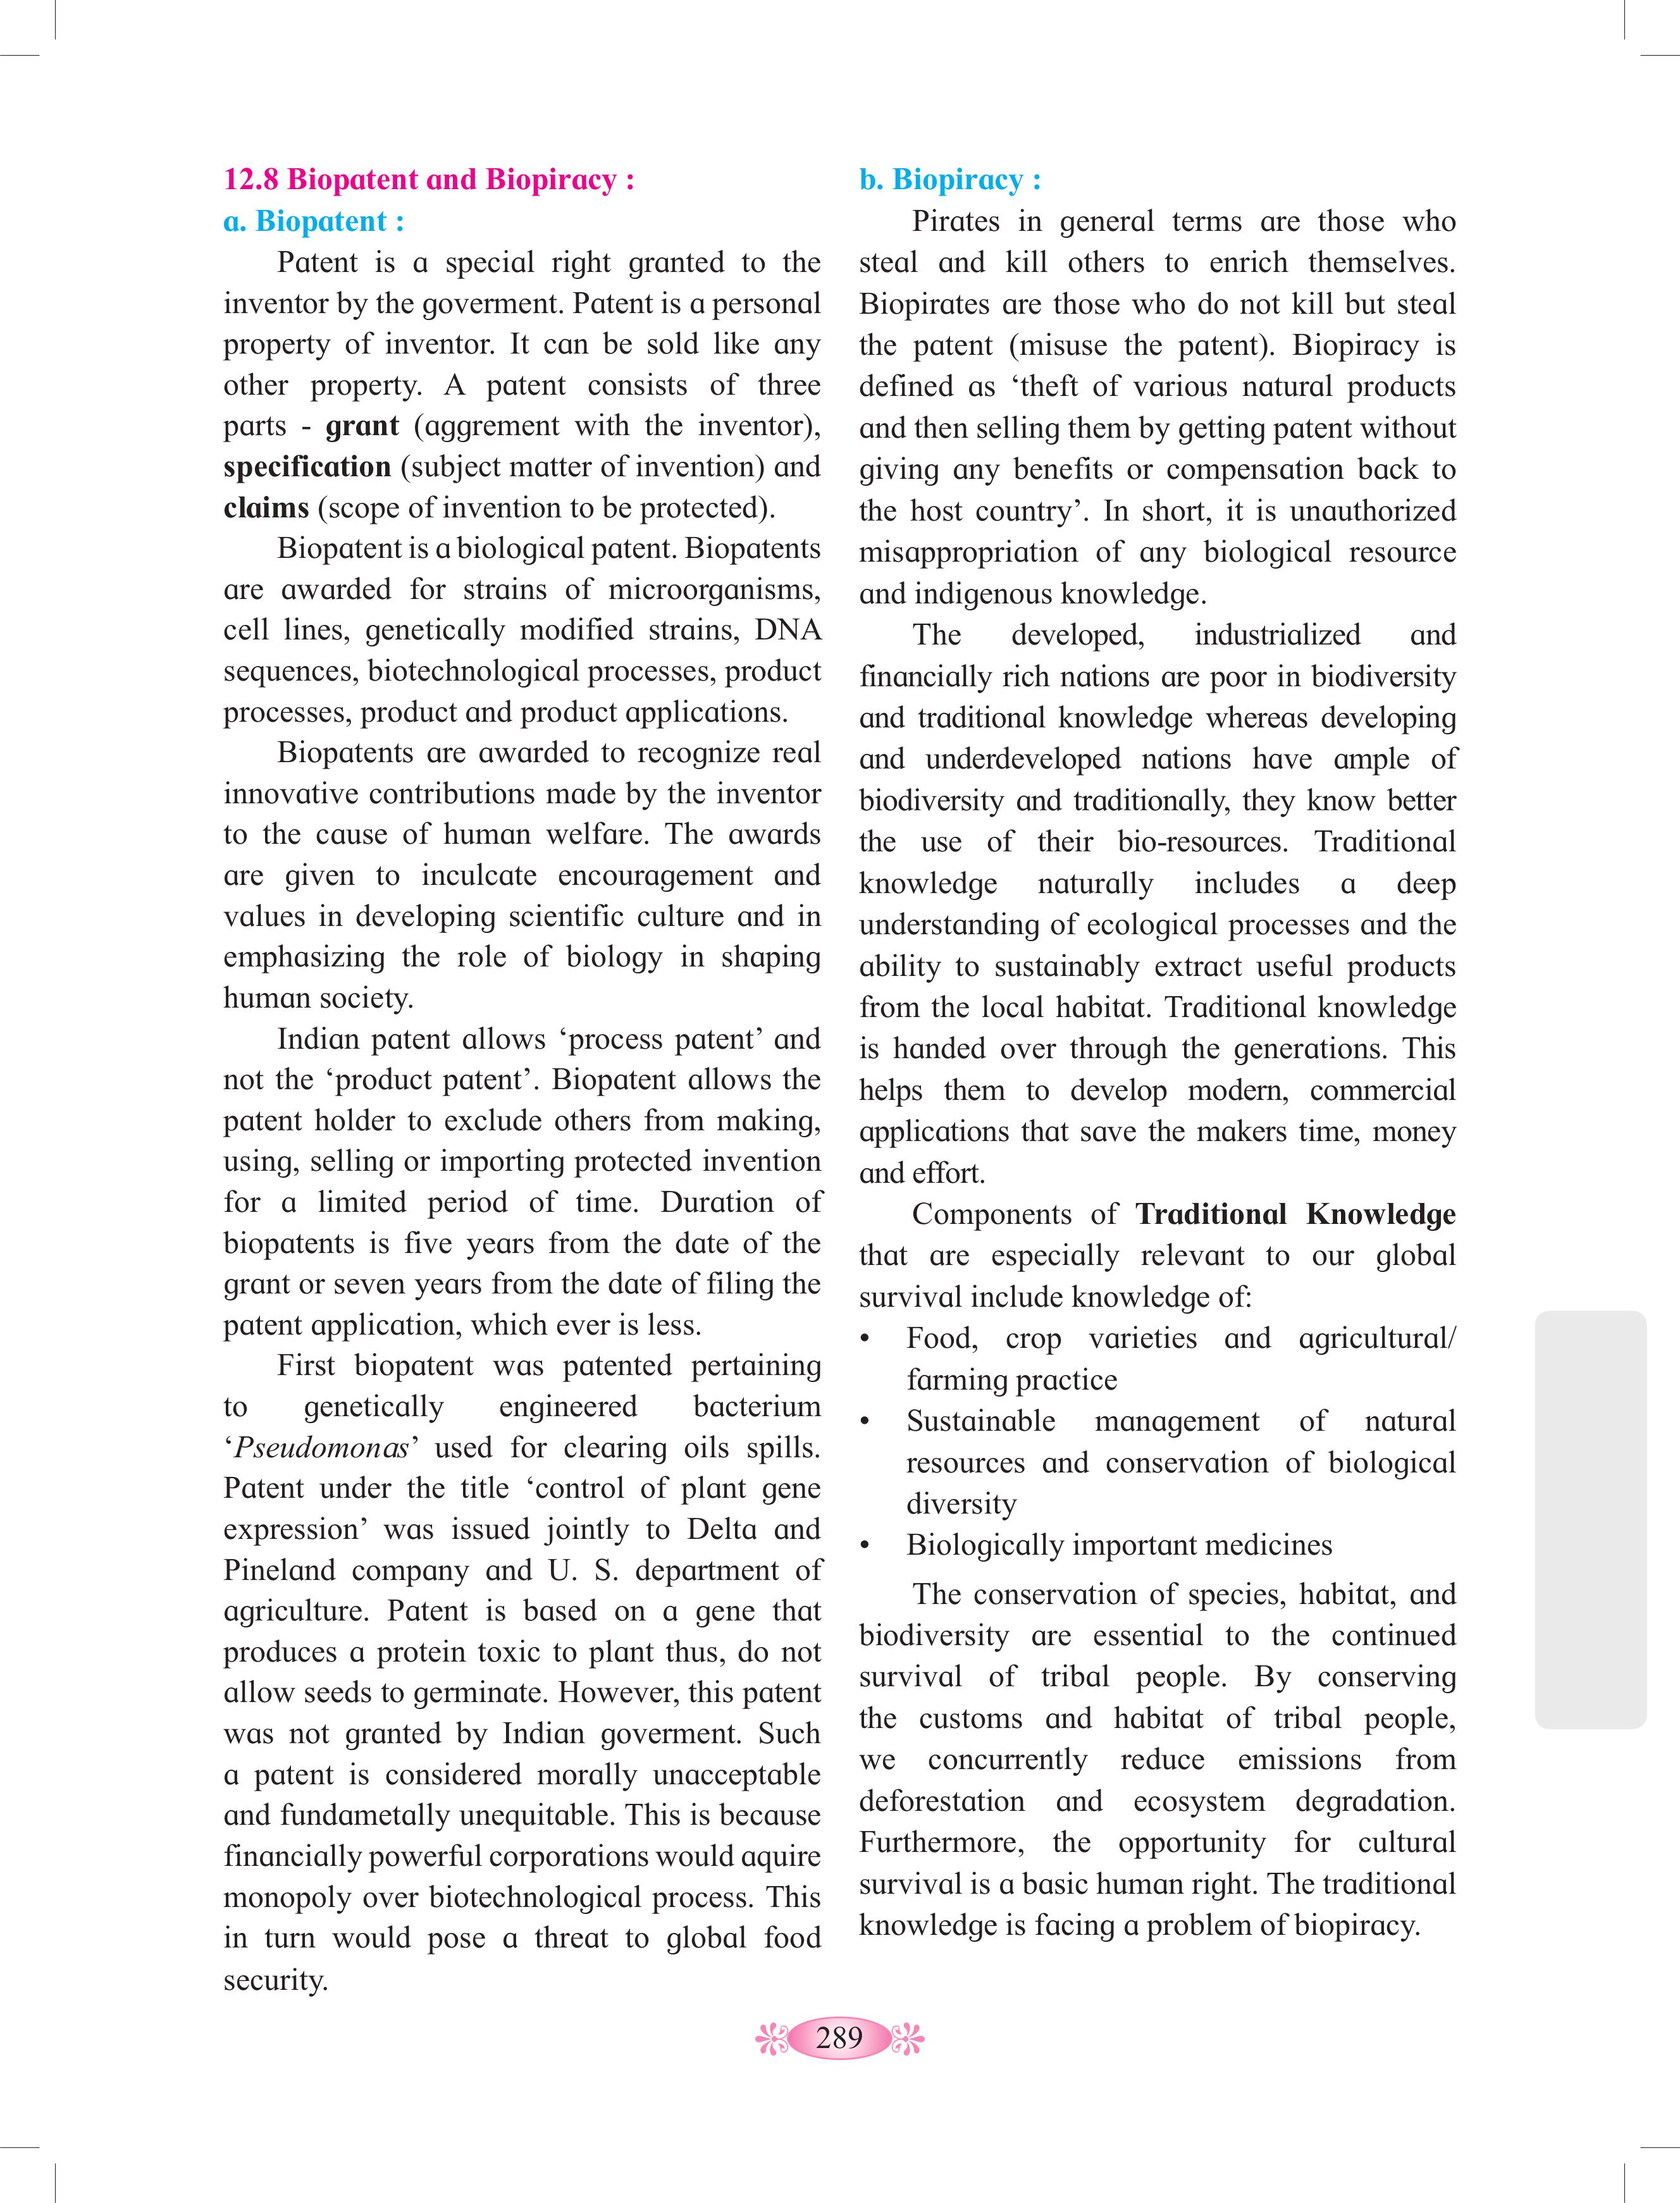 12.8 Biopatent and Biopiracy :
a. Biopatent :
Patent is a special right granted to the
inventor by the goverment. Patent is a personal
property of inventor. It can be sold like any
other property. A patent consists of three
parts - grant (aggrement with the inventor),
specification (subject matter of invention) and
claims (scope of invention to be protected).
Biopatent is a biological patent. Biopatents
are awarded for strains of microorganisms,
cell lines, genetically modified strains, DNA
sequences, biotechnological processes, product
processes, product and product applications.
Biopatents are awarded to recognize real
innovative contributions made by the inventor
to the cause of human welfare. The awards
are given to inculcate encouragement and
values in developing scientific culture and in
emphasizing the role of biology in shaping
human society.
Indian patent allows ‘process patent’ and
not the ‘product patent’. Biopatent allows the
patent holder to exclude others from making,
using, selling or importing protected invention
for a limited period of time. Duration of
biopatents is five years from the date of the
grant or seven years from the date of filing the
patent application, which ever is less.
First biopatent was patented pertaining
to genetically engineered bacterium
‘Pseudomonas’ used for clearing oils spills.
Patent under the title ‘control of plant gene
expression’ was issued jointly to Delta and
Pineland company and U. S. department of
agriculture. Patent is based on a gene that
produces a protein toxic to plant thus, do not
allow seeds to germinate. However, this patent
was not granted by Indian goverment. Such
a patent is considered morally unacceptable
and fundametally unequitable. This is because
financially powerful corporations would aquire
monopoly over biotechnological process. This
in turn would pose a threat to global food
security.
b. Biopiracy :
Pirates in general terms are those who
steal and kill others to enrich themselves.
Biopirates are those who do not kill but steal
the patent (misuse the patent). Biopiracy is
defined as ‘theft of various natural products
and then selling them by getting patent without
giving any benefits or compensation back to
the host country’. In short, it is unauthorized
misappropriation of any biological resource
and indigenous knowledge.
The developed, industrialized and
financially rich nations are poor in biodiversity
and traditional knowledge whereas developing
and underdeveloped nations have ample of
biodiversity and traditionally, they know better
the use of their bio-resources. Traditional
knowledge naturally includes a deep
understanding of ecological processes and the
ability to sustainably extract useful products
from the local habitat. Traditional knowledge
is handed over through the generations. This
helps them to develop modern, commercial
applications that save the makers time, money
and effort.
Components of Traditional Knowledge
that are especially relevant to our global
survival include knowledge of:
• Food, crop varieties and agricultural/
farming practice
• Sustainable management of natural
resources and conservation of biological
diversity
• Biologically important medicines
The conservation of species, habitat, and
biodiversity are essential to the continued
survival of tribal people. By conserving
the customs and habitat of tribal people,
we concurrently reduce emissions from
deforestation and ecosystem degradation.
Furthermore, the opportunity for cultural
survival is a basic human right. The traditional
knowledge is facing a problem of biopiracy.
289